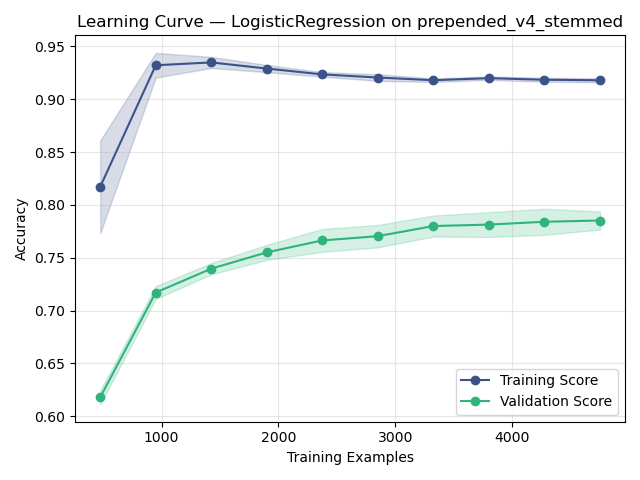 Learning Curve — LogisticRegression on prepended_v4_stemmed
0.95
0.90
0.85
0.80
0.75
0.70
0.65
0.60
Accuracy
1000
2000
3000
4000
Training Examples
Training Score
Validation Score